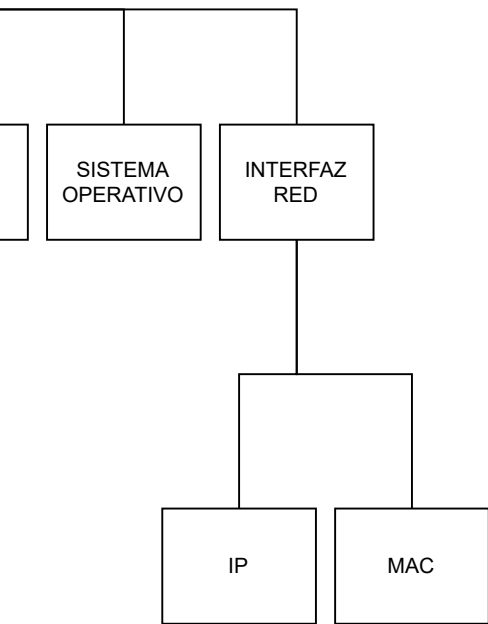 SISTEMA
OPERATIVO
INTERFAZ
RED
IP
MAC